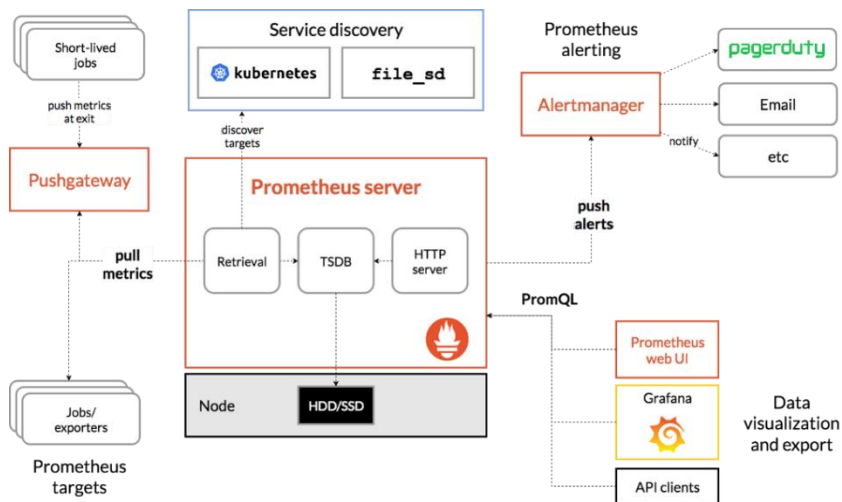 Short-lived
jobs
push metrics
at exit
Pushgateway
Service discovery
kubernetes
file_sd
discover
targets
Prometheus
alerting
Alertmanager
pagerduty
Email
notify
etc
Prometheus server
Retrieval
TSDB
HTTP
server
pull
metrics
push
alerts
PromQL
Node
HDD/SSD
Jobs/
exporters
Prometheus
targets
Prometheus
web UI
Grafana
API clients
Data
visualization
and export